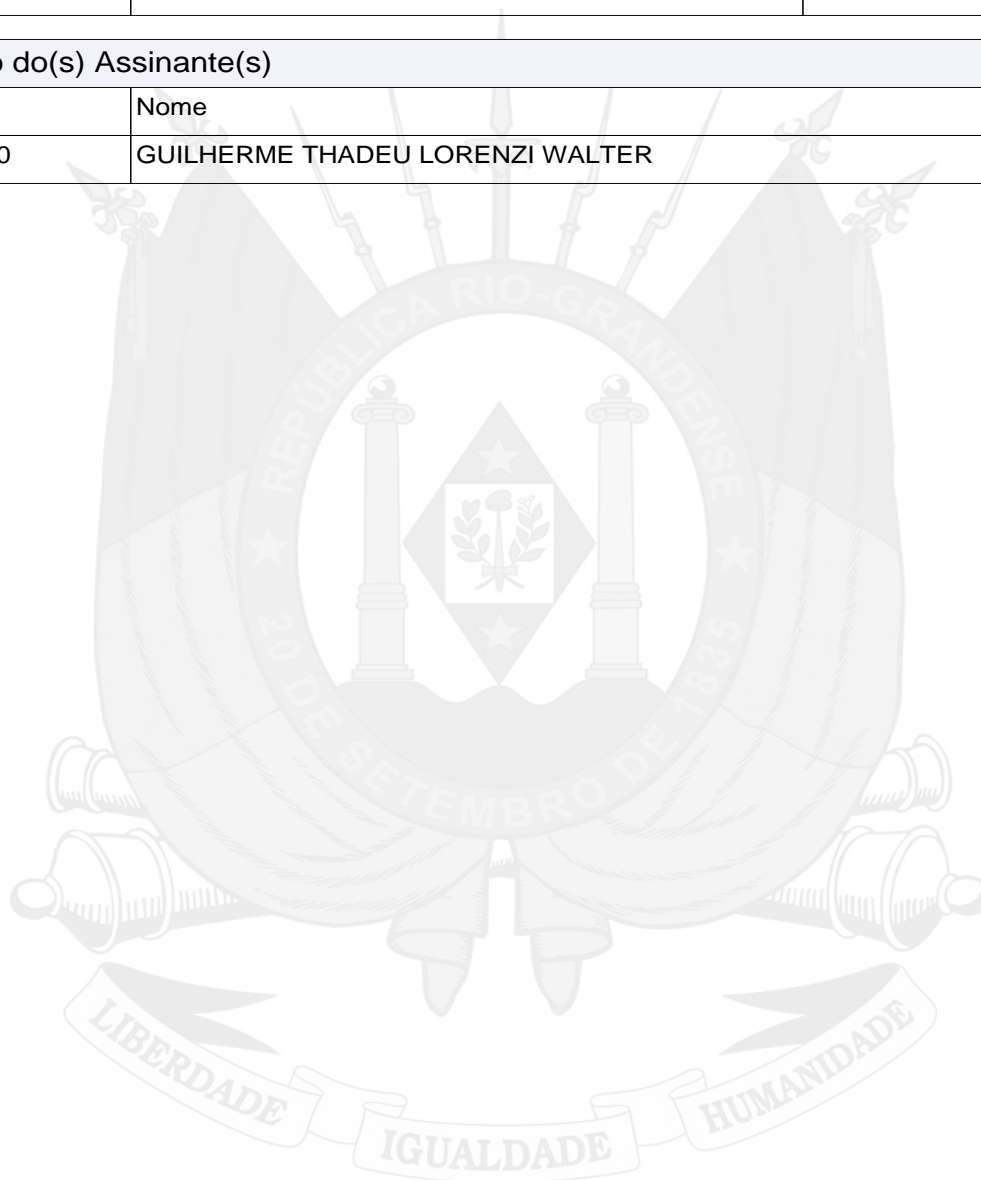 o do(s) Assinante(s)
Nome
0 GUILHERME THADEU LORENZI WALTER
REPÚBLICA RIO-GRANDENSE
★ 20 DE SETEMBRO DE 1835 ★
LIBERDADE IGUALDADE HUMANIDADE